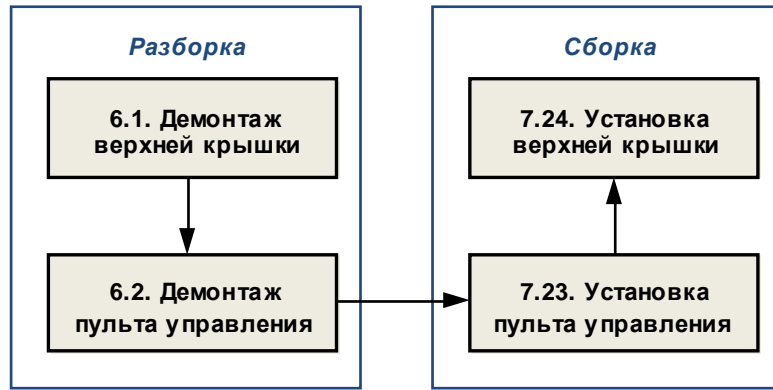 Разборка
6.1. Демонтаж
верхней крышки
6.2. Демонтаж
пульта управления
Сборка
7.24. Установка
верхней крышки
7.23. Установка
пульта управления